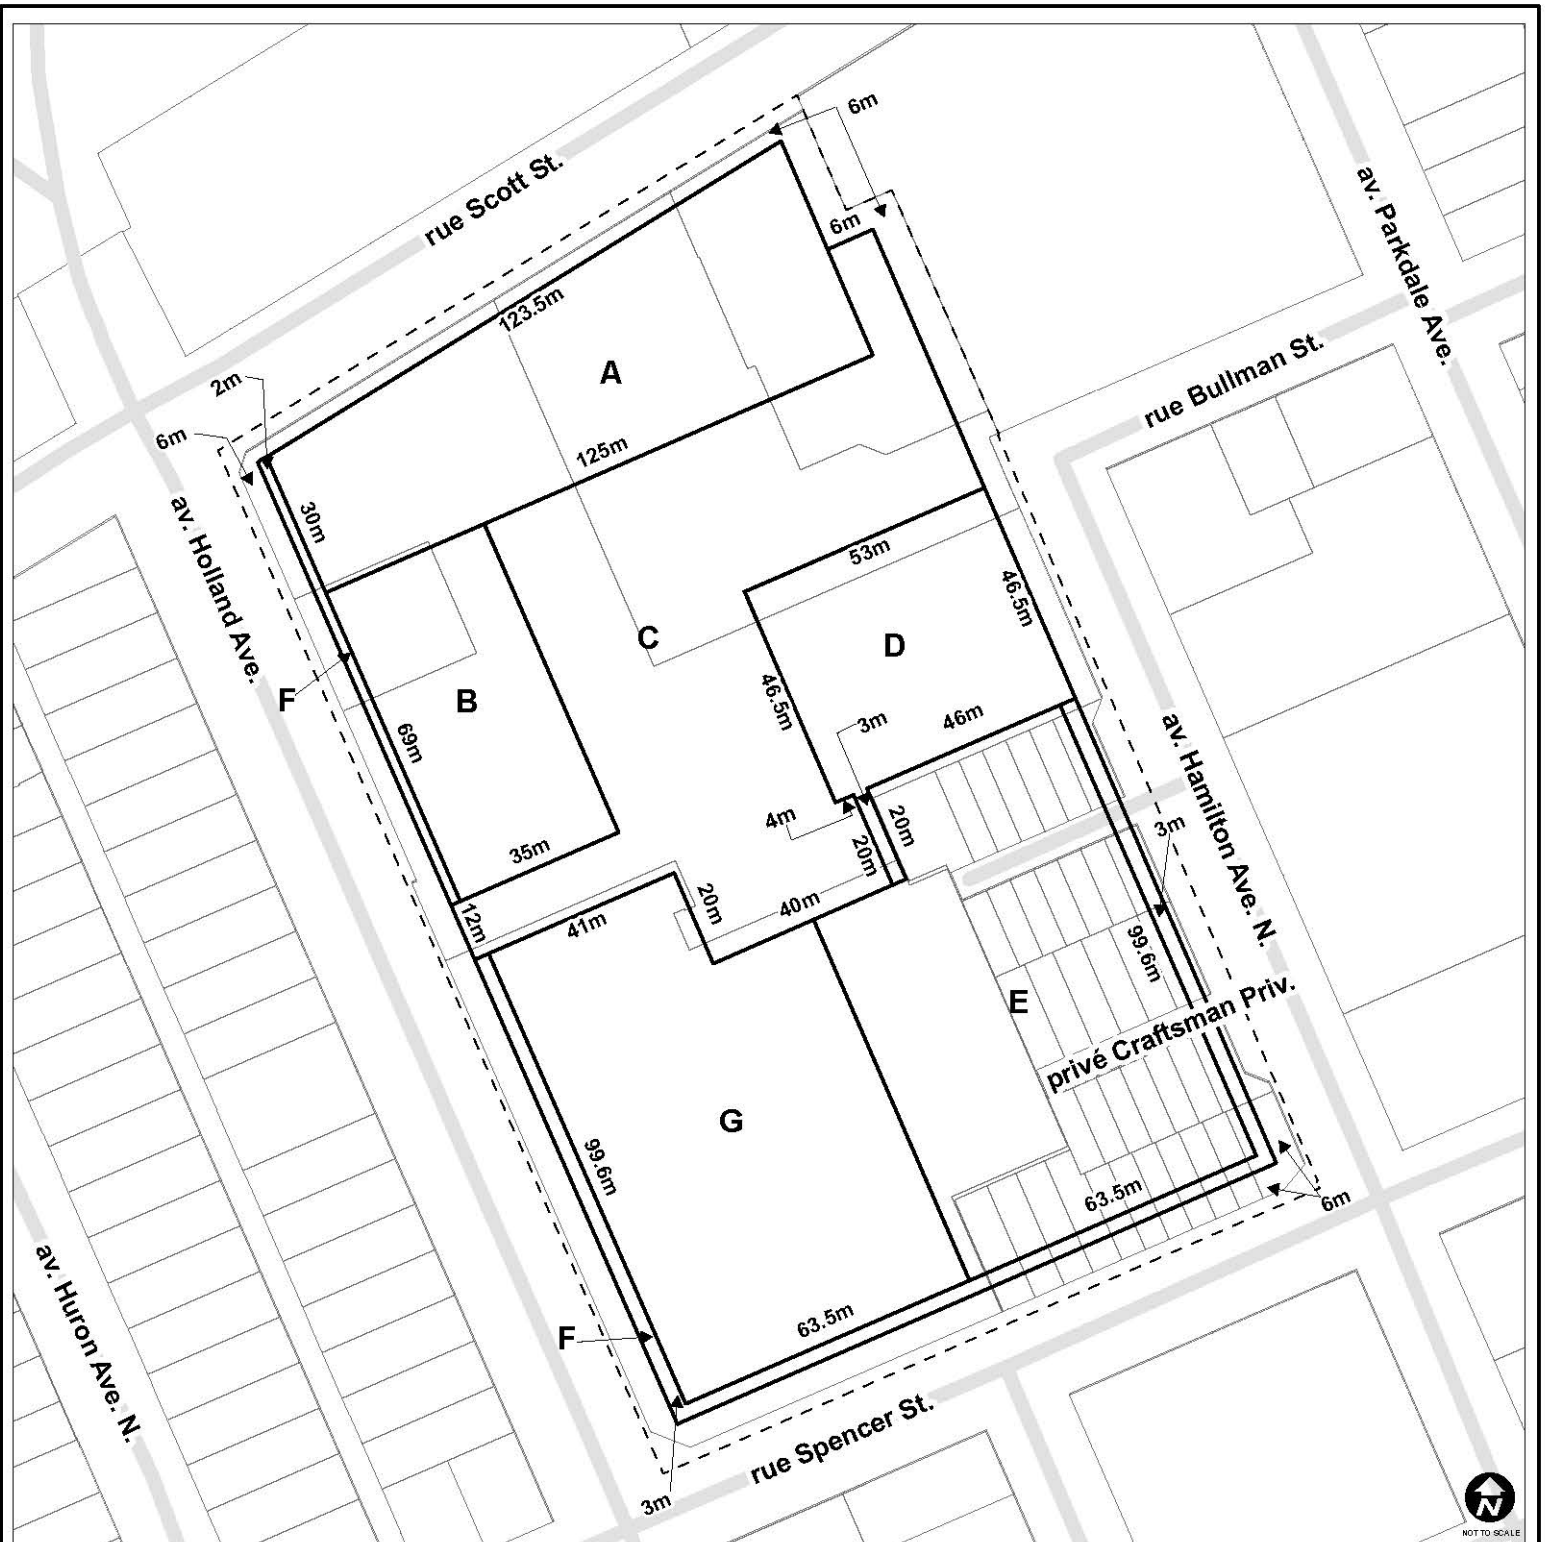 6m
rue Scott St.
6m
av. Parkdale Ave.
123.5m
rue Bullman St.
A
2m
6m
125m
30m
av. Holland Ave.
53m
46.5m
C
D
F
B
46.5m
69m
3m
46m
av. Hamilton Ave. N.
4m
20m
20m
3m
35m
12m
41m
20m
40m
99.6m
E
privé Craftsman Priv.
G
99.6m
63.5m
6m
av. Huron Ave. N.
63.5m
F
rue Spencer St.
3m
N
NOT TO SCALE